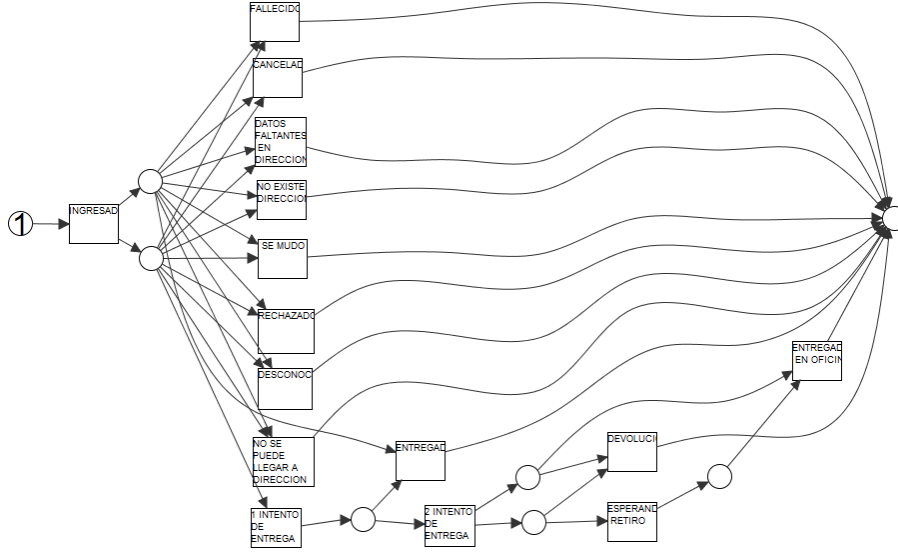 FALLECIDO
CANCELAD
DATOS
FALTANTES
EN
DIRECCION
NO EXISTE
DIRECCION
1
INGRESAD
SE MUDO
RECHAZADO
DESCONOC
ENTREGAD
EN OFICIN
NO SE
PUEDE
LLEGAR A
DIRECCION
ENTREGAD
DEVOLUCI
1 INTENTO
DE
ENTREGA
2 INTENTO
DE
ENTREGA
ESPERAND
RETIRO